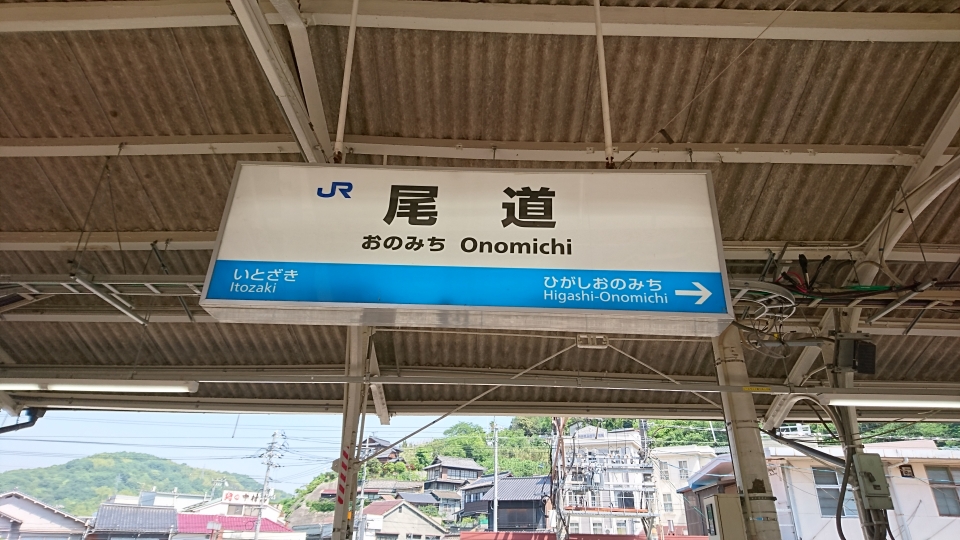 JR 尾道
おのみち Onomichi
いとざき ひがしおのみち
Itozaki Higashi-Onomichi